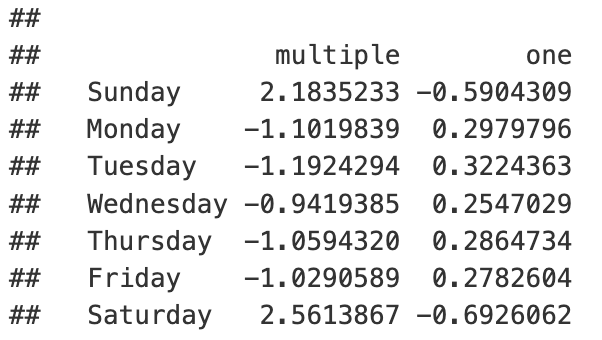 ##
##               multiple        one
##   Sunday     2.1835233 -0.5904309
##   Monday    -1.1019839  0.2979796
##   Tuesday   -1.1924294  0.3224363
##   Wednesday -0.9419385  0.2547029
##   Thursday  -1.0594320  0.2864734
##   Friday    -1.0290589  0.2782604
##   Saturday   2.5613867 -0.6926062